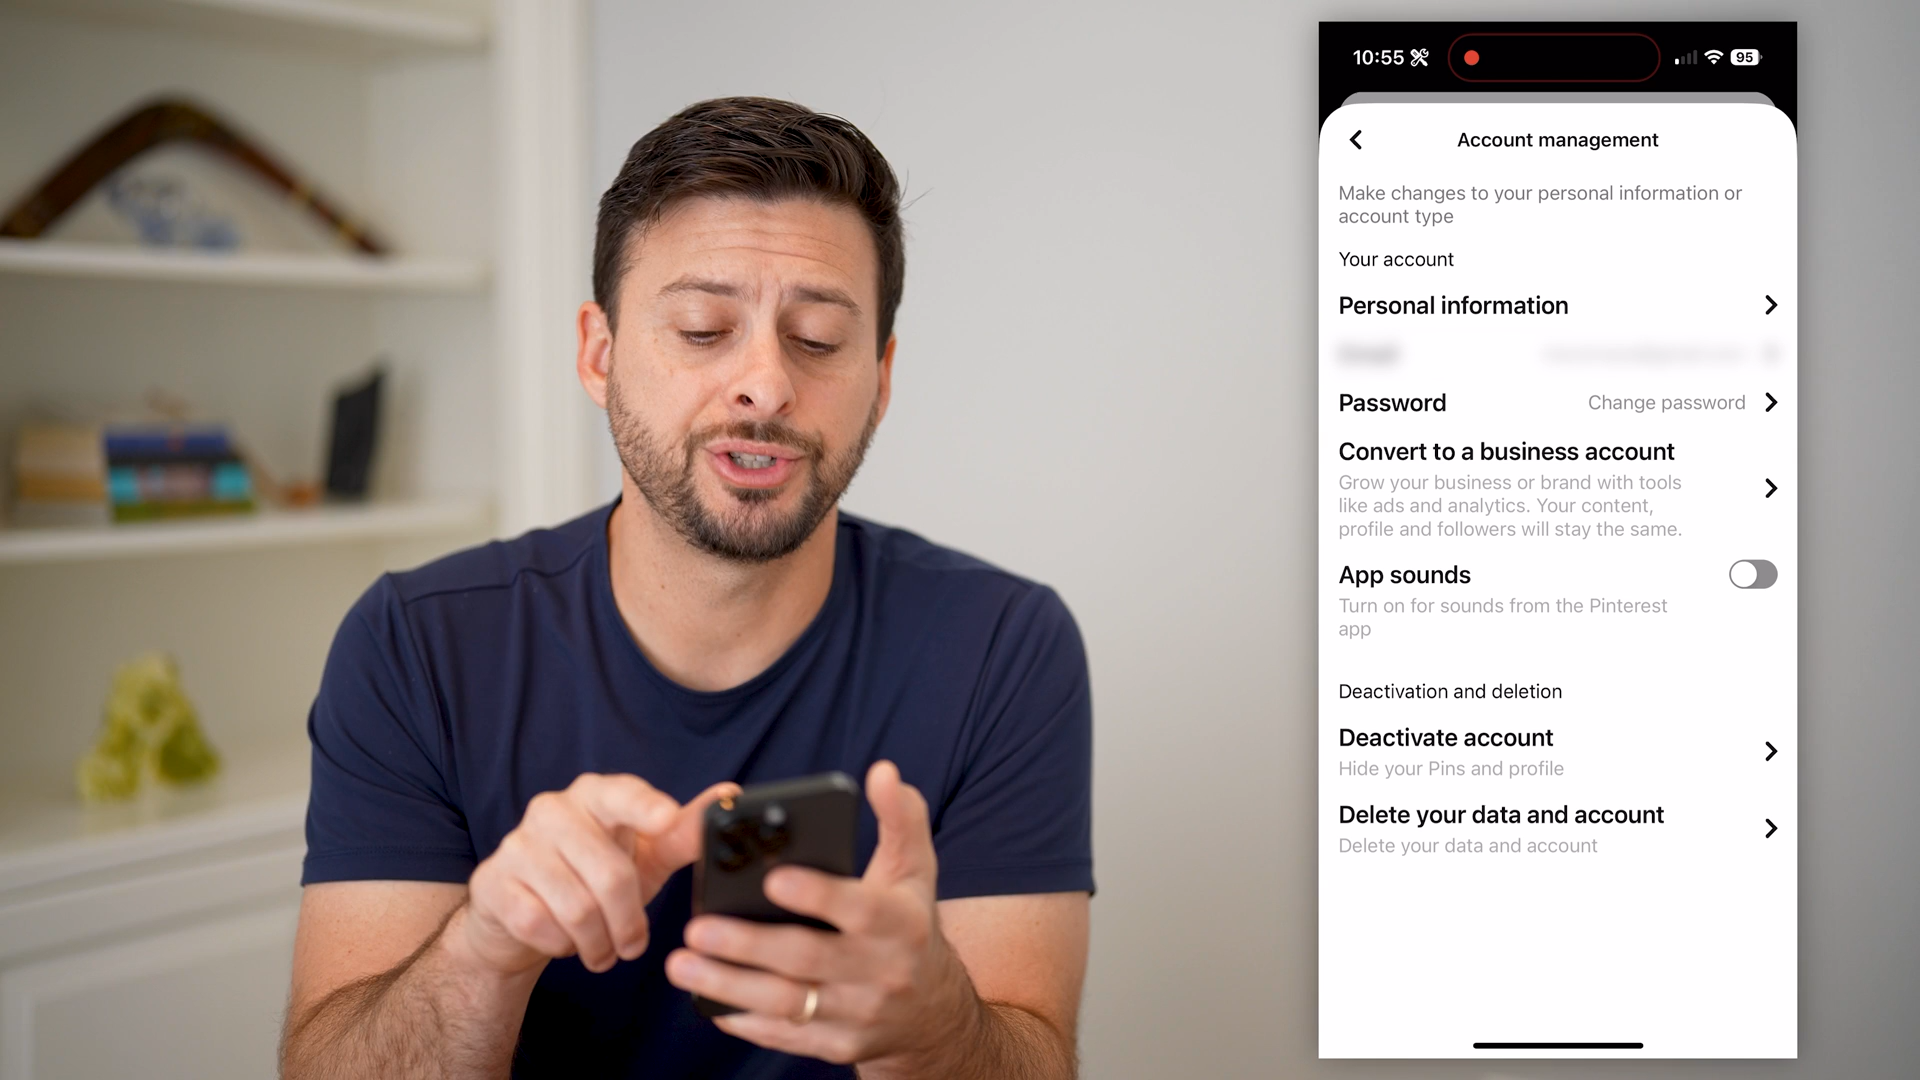 10:55
95
Account management
Make changes to your personal information or
account type
Your account
Personal information
Password
Change password
Convert to a business account
Grow your business or brand with tools
like ads and analytics. Your content,
profile and followers will stay the same.
App sounds
Turn on for sounds from the Pinterest
app
Deactivation and deletion
Deactivate account
Hide your Pins and profile
Delete your data and account
Delete your data and account